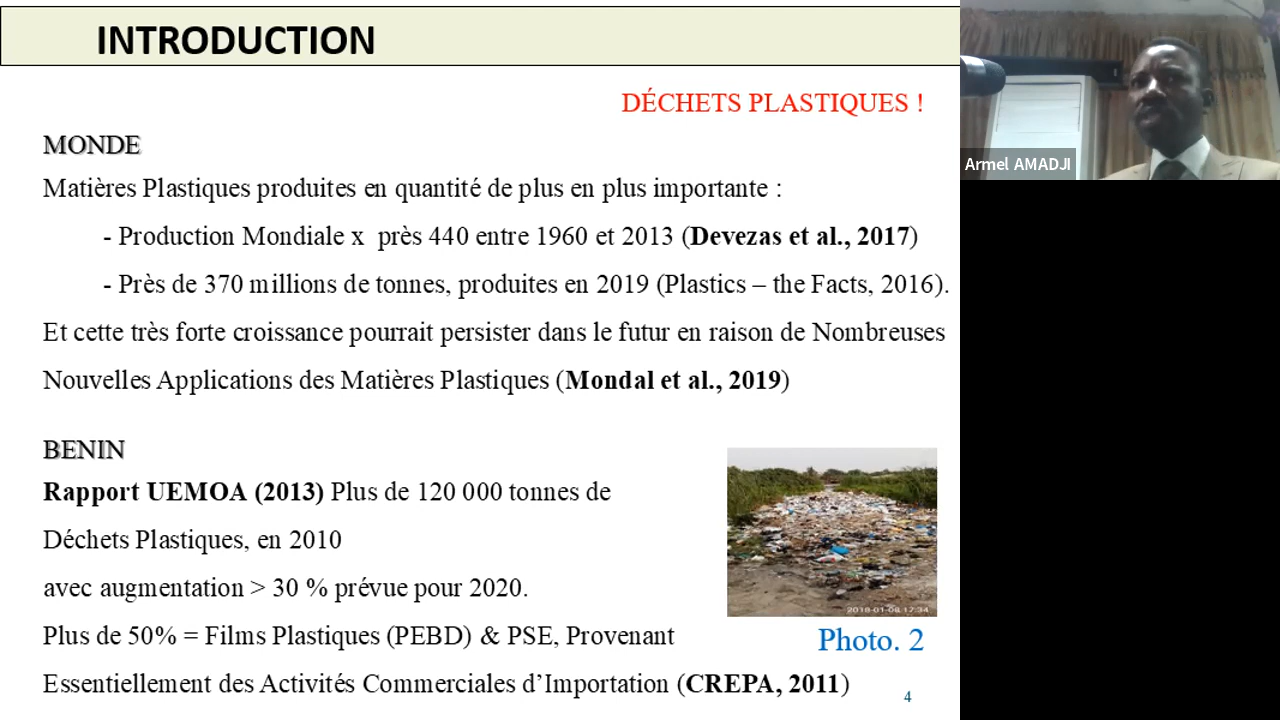 INTRODUCTION
DÉCHETS PLASTIQUES !
MONDE
Matières Plastiques produites en quantité de plus en plus importante :
- Production Mondiale x près 440 entre 1960 et 2013 (Devezas et al., 2017)
- Près de 370 millions de tonnes, produites en 2019 (Plastics – the Facts, 2016).
Et cette très forte croissance pourrait persister dans le futur en raison de Nombreuses
Nouvelles Applications des Matières Plastiques (Mondal et al., 2019)
BENIN
Rapport UEMOA (2013) Plus de 120 000 tonnes de
Déchets Plastiques, en 2010
avec augmentation > 30 % prévue pour 2020.
Plus de 50% = Films Plastiques (PEBD) & PSE, Provenant
Essentiellement des Activités Commerciales d’Importation (CREPA, 2011)
2018-01-08 17:34
Photo. 2
4
Armel AMADJI